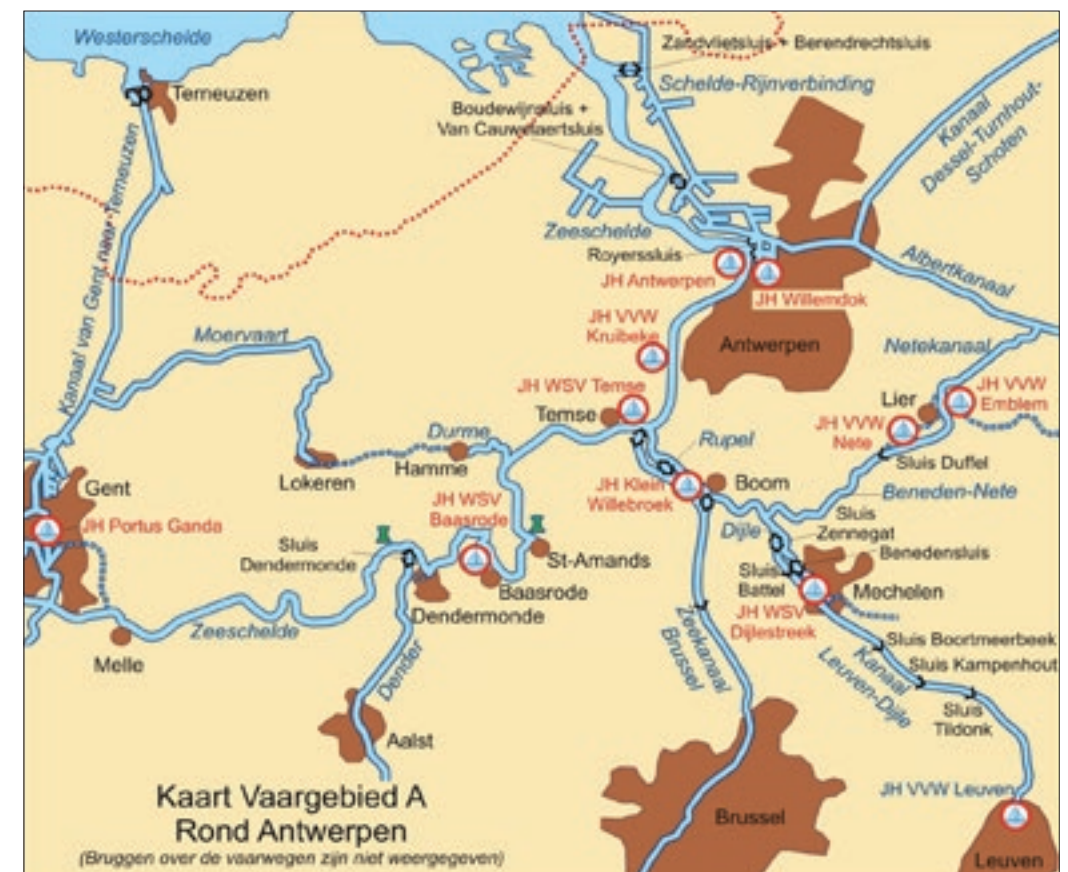 Westerschelde
Terneuzen
Zandvlietsluis + Berendrechtsluis
Schelde-Rijnverbinding
Boudewijnsluis +
Van Cauwelaertsluis
Kanaal
Dessel-Turnhout-
Schoten
Kanaal van Gent naar Terneuzen
Zeeschelde
Royerssluis
JH Antwerpen
JH Willemdok
Albertkanaal
JH VVW
Kruibeke
Moervaart
Antwerpen
Netekanaal
JH WSV Temse
Temse
Lier
JH VVW
Emblem
JH VVW
Nete
Durme
Hamme
Rupel
Lokeren
Sluis Duffel
Gent
JH Klein
Willebroek
Boom
Beneden-Nete
JH WSV
Baasrode
JH Portus Ganda
Sluis
Dendermonde
Dijle
Sluis
Zennegat
Benedensluis
St-Amands
Sluis
Battel
Baasrode
Mechelen
Dendermonde
JH WSV
Dijlestreek
Zeeschelde
Melle
Zeekanaal
Brussel
Sluis Boortmeerbeek
Sluis Kampenhout
Kanaal
Leuven-Dijle
Dender
Sluis
Tildonk
Aalst
JH VVW Leuven
Kaart Vaargebied A
Rond Antwerpen
(Bruggen over de vaarwegen zijn niet weergegeven)
Brussel
Leuven